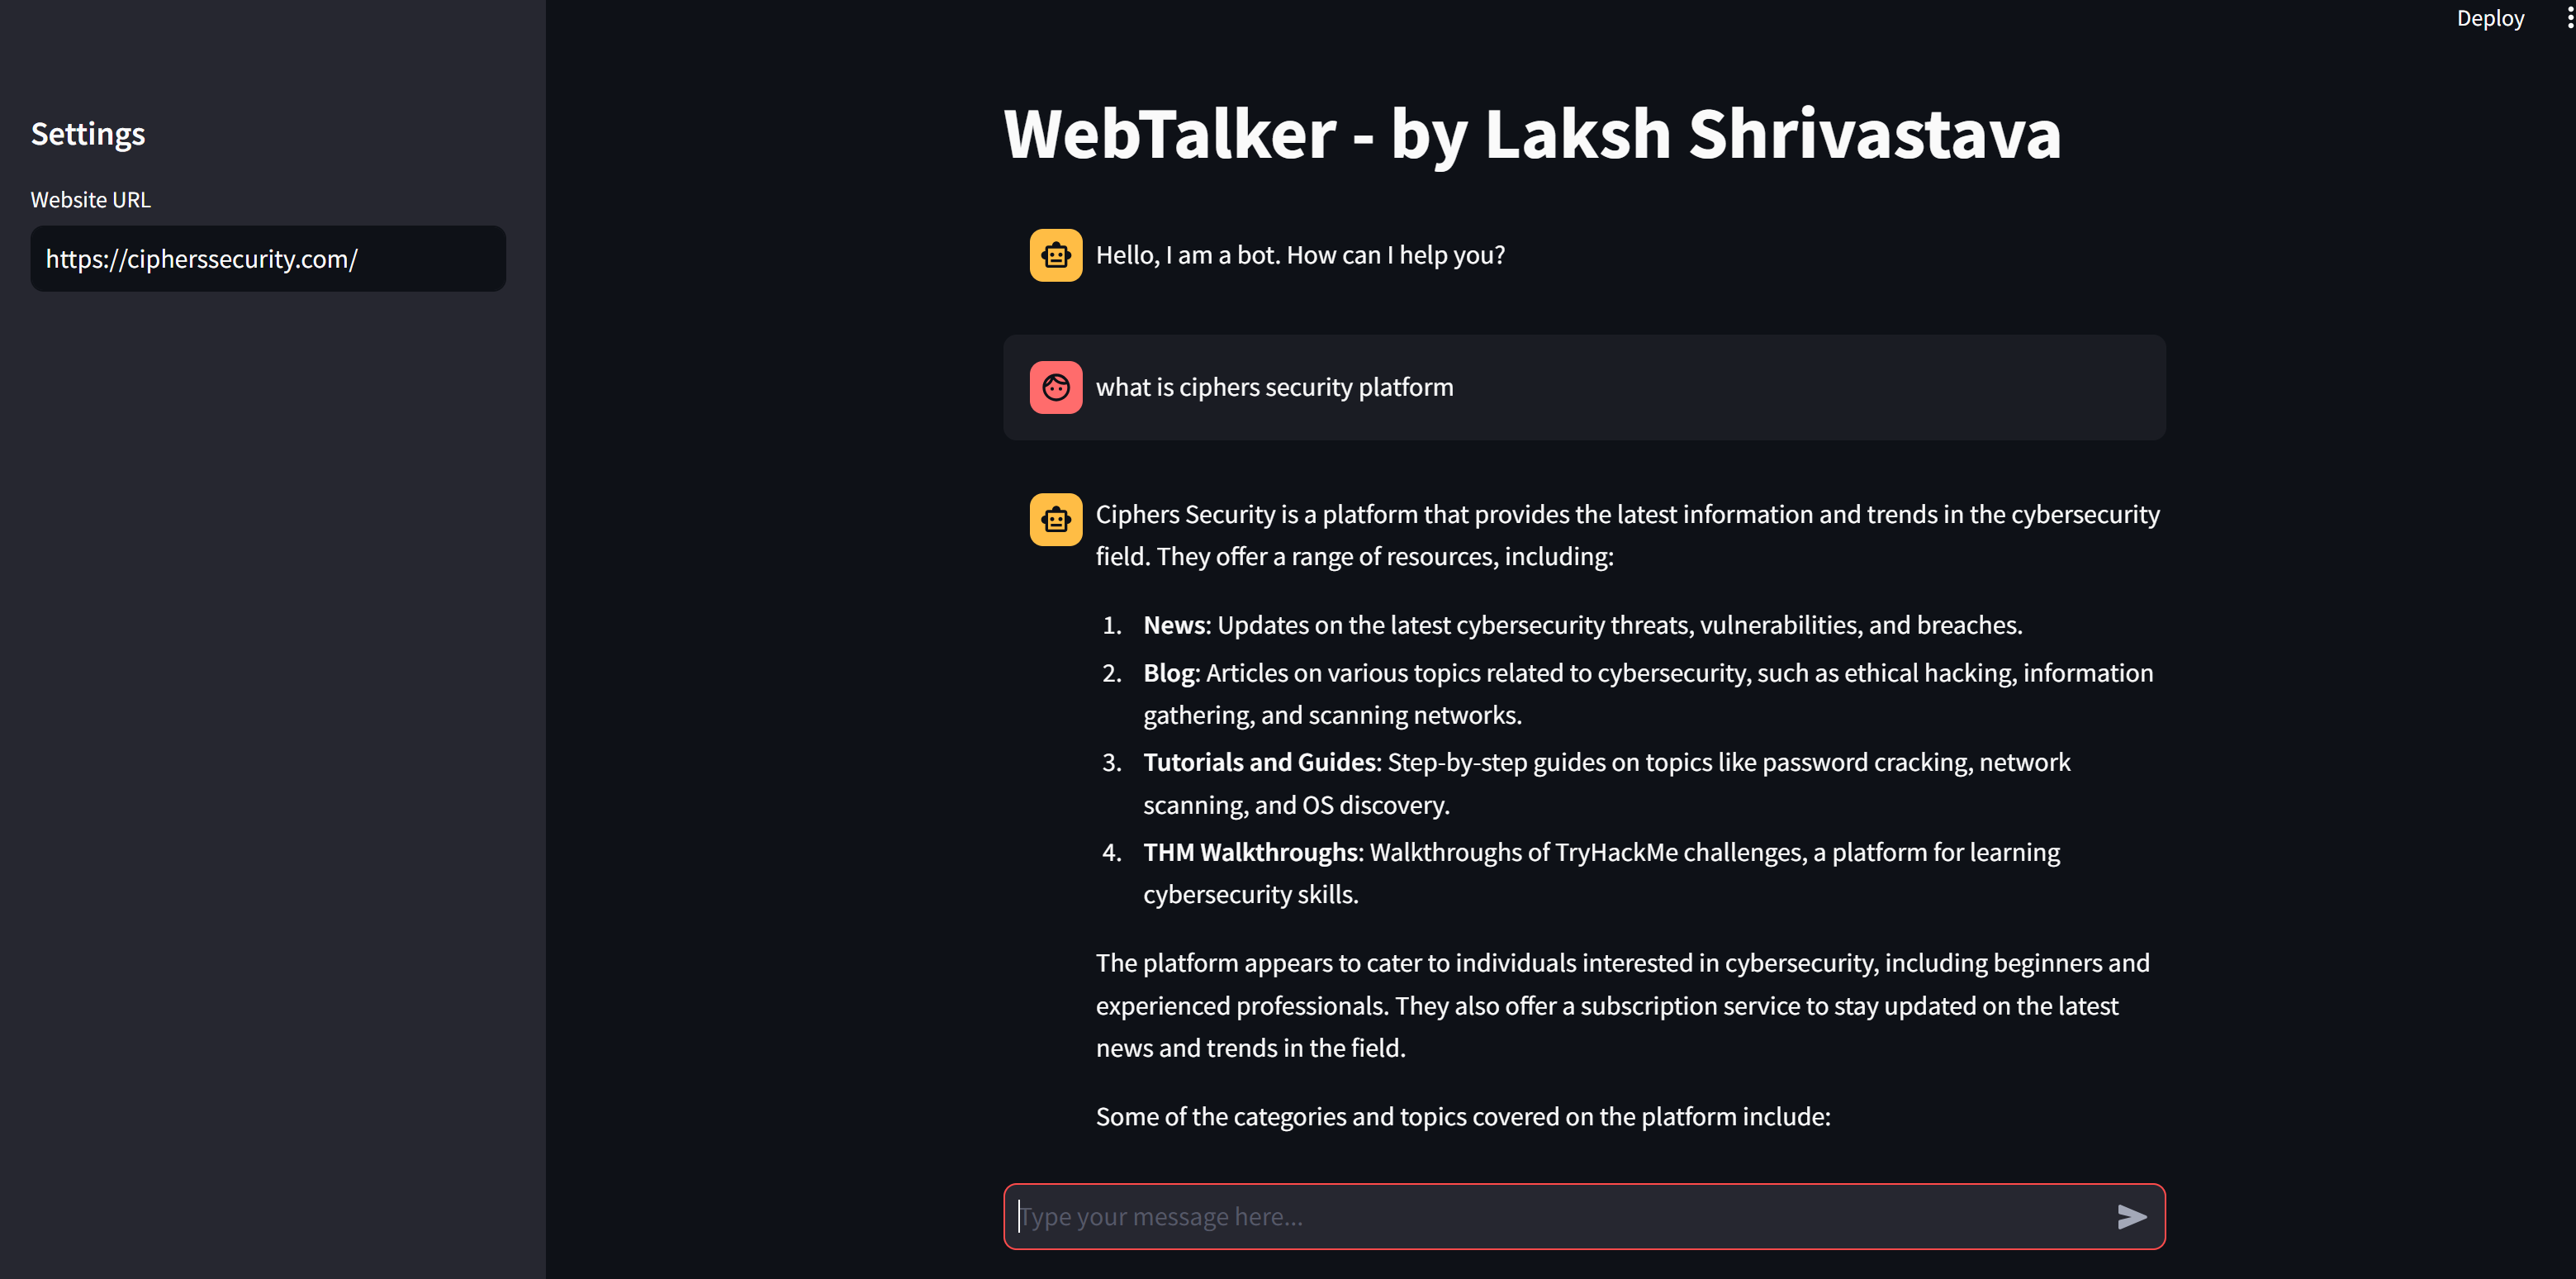 Deploy
Settings
Website URL
https://cipherssecurity.com/
WebTalker - by Laksh Shrivastava
Hello, I am a bot. How can I help you?
what is ciphers security platform
Ciphers Security is a platform that provides the latest information and trends in the cybersecurity
field. They offer a range of resources, including:
1. News: Updates on the latest cybersecurity threats, vulnerabilities, and breaches.
2. Blog: Articles on various topics related to cybersecurity, such as ethical hacking, information
gathering, and scanning networks.
3. Tutorials and Guides: Step-by-step guides on topics like password cracking, network
scanning, and OS discovery.
4. THM Walkthroughs: Walkthroughs of TryHackMe challenges, a platform for learning
cybersecurity skills.
The platform appears to cater to individuals interested in cybersecurity, including beginners and
experienced professionals. They also offer a subscription service to stay updated on the latest
news and trends in the field.
Some of the categories and topics covered on the platform include:
Type your message here...